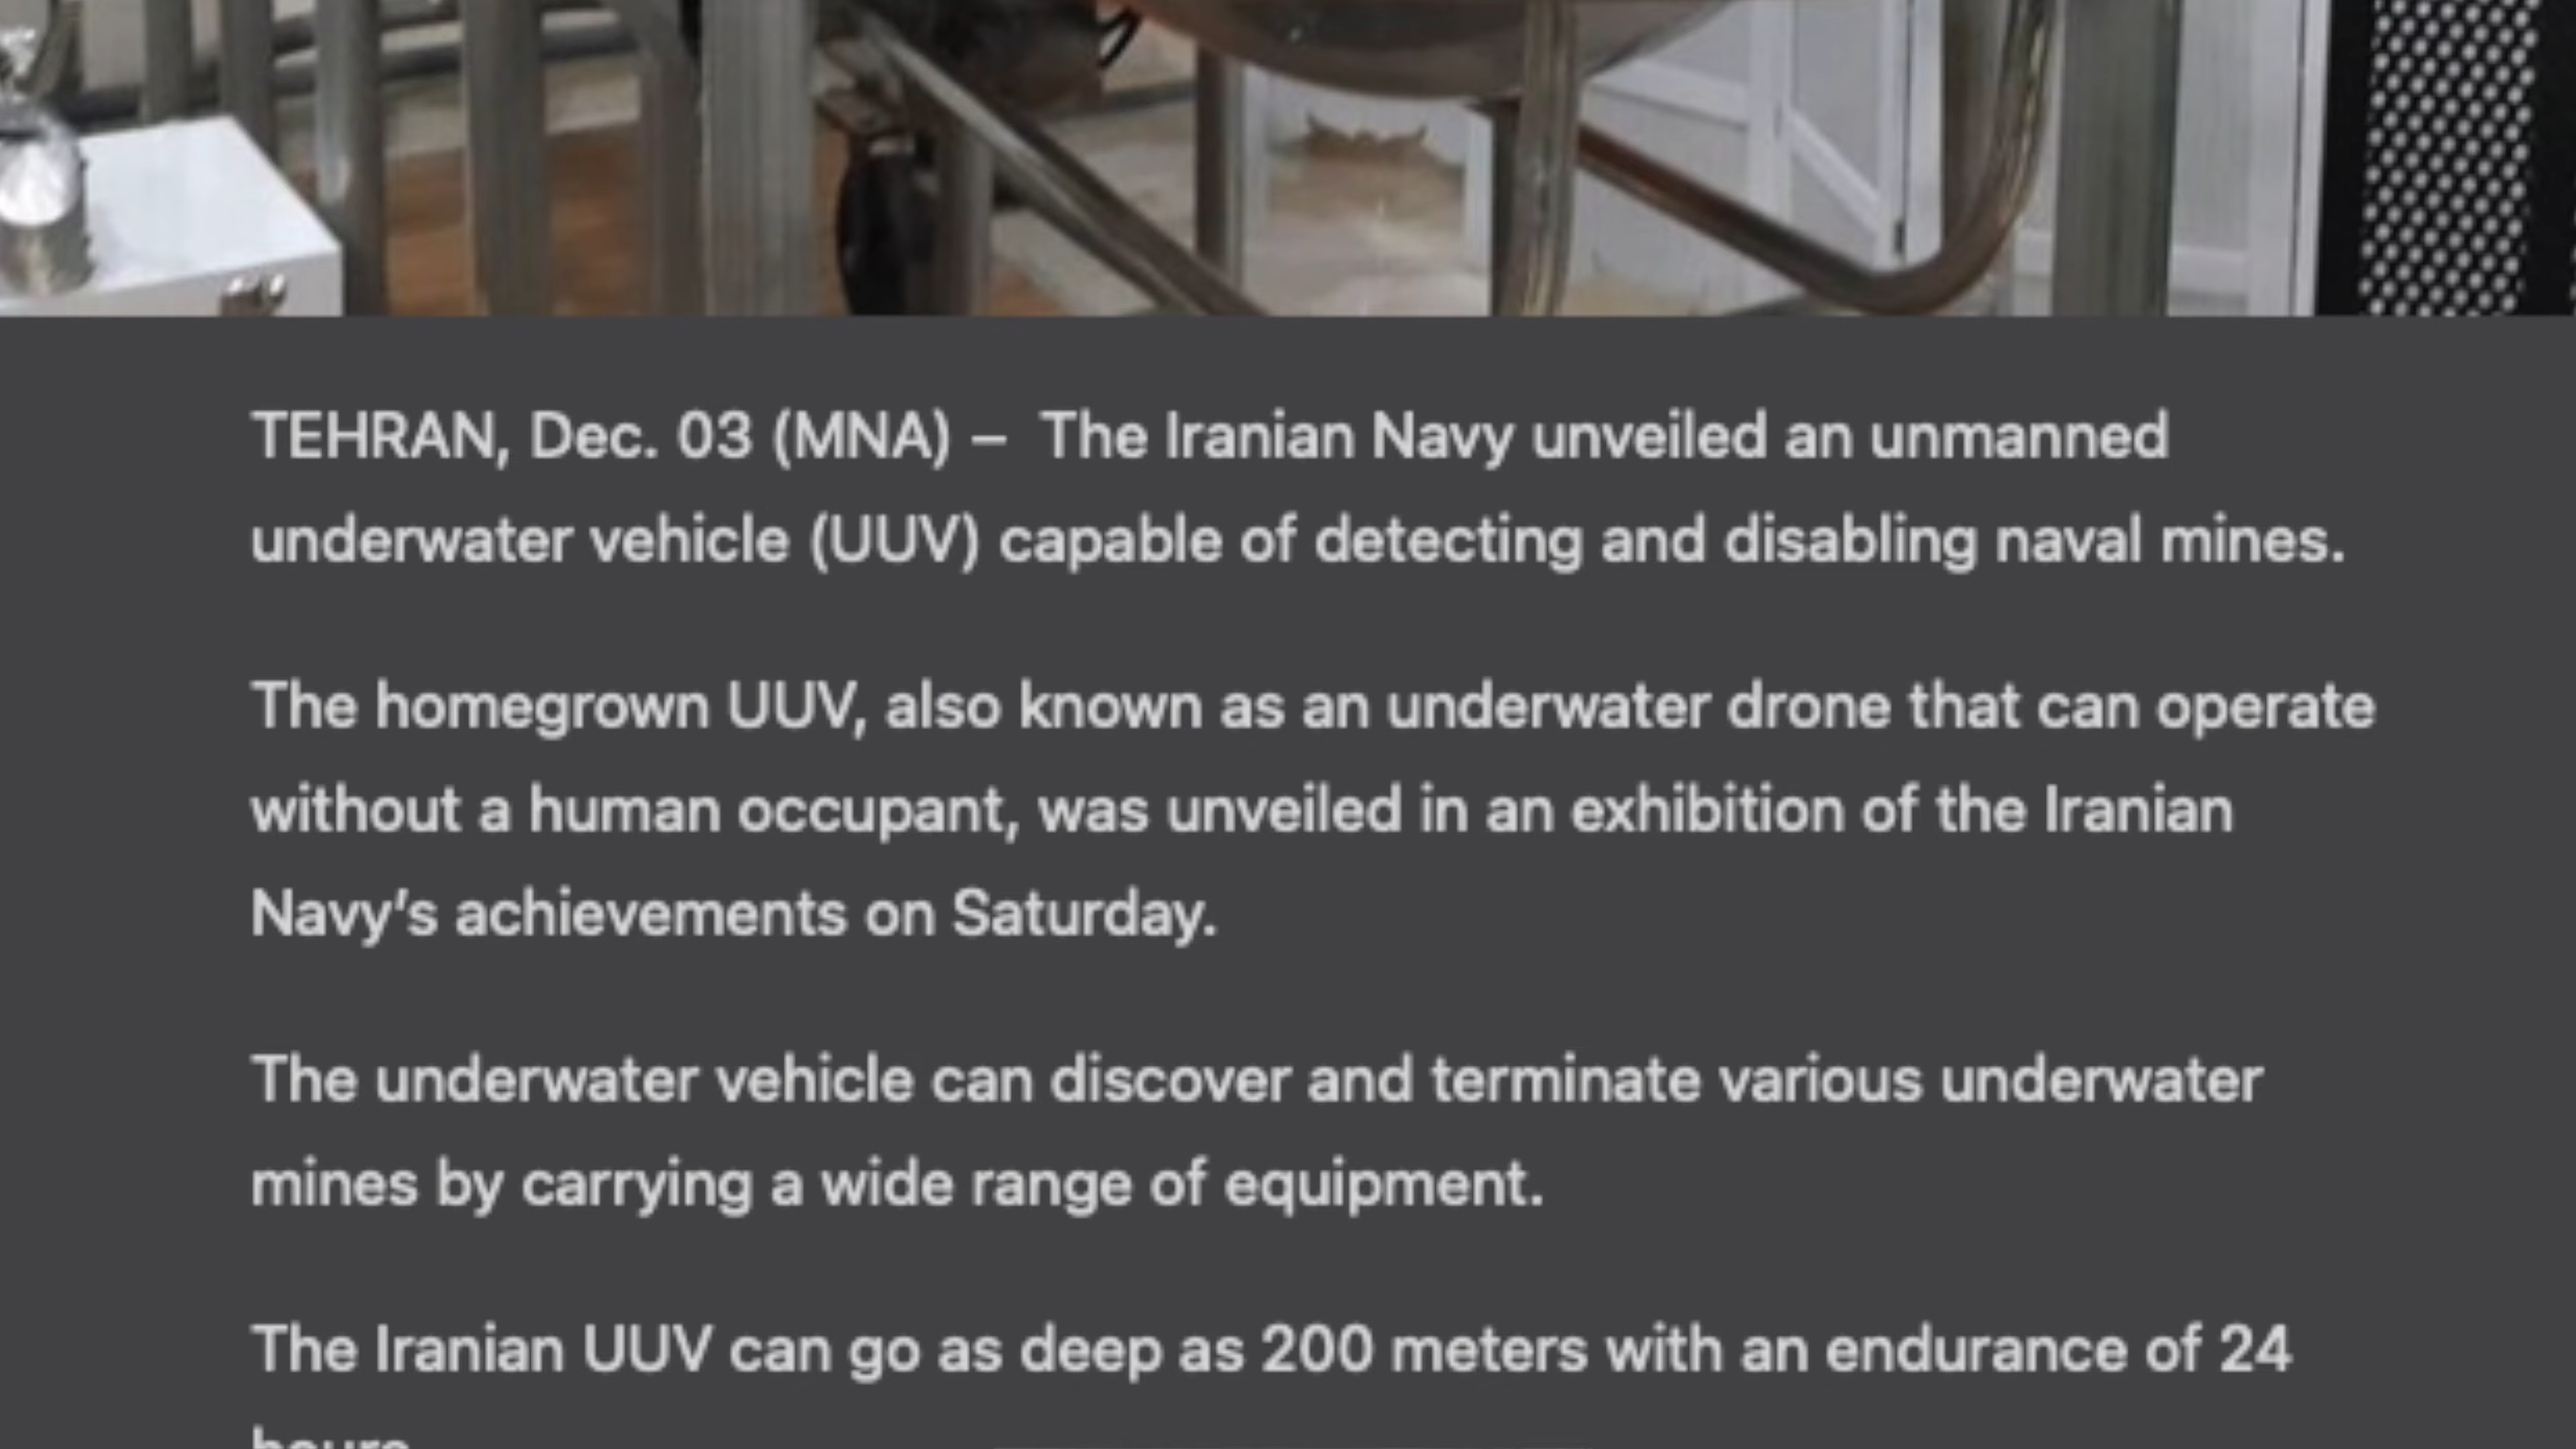 TEHRAN, Dec. 03 (MNA) – The Iranian Navy unveiled an unmanned
underwater vehicle (UUV) capable of detecting and disabling naval mines.
The homegrown UUV, also known as an underwater drone that can operate
without a human occupant, was unveiled in an exhibition of the Iranian
Navy’s achievements on Saturday.
The underwater vehicle can discover and terminate various underwater
mines by carrying a wide range of equipment.
The Iranian UUV can go as deep as 200 meters with an endurance of 24
hours.